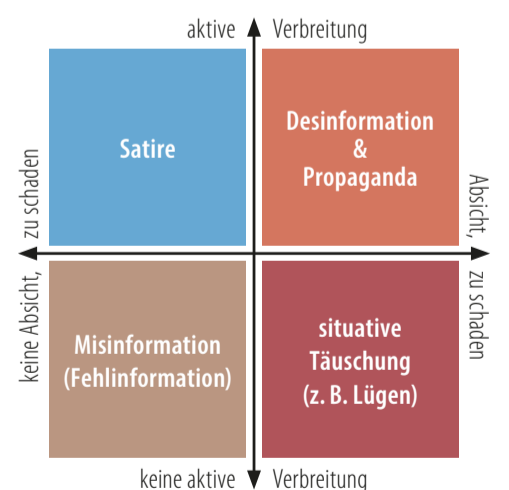 aktive Verbreitung
Satire
Desinformation
&
Propaganda
keine Absicht, zu schaden
Absicht, zu schaden
Misinformation
(Fehlinformation)
situative
Täuschung
(z. B. Lügen)
keine aktive Verbreitung